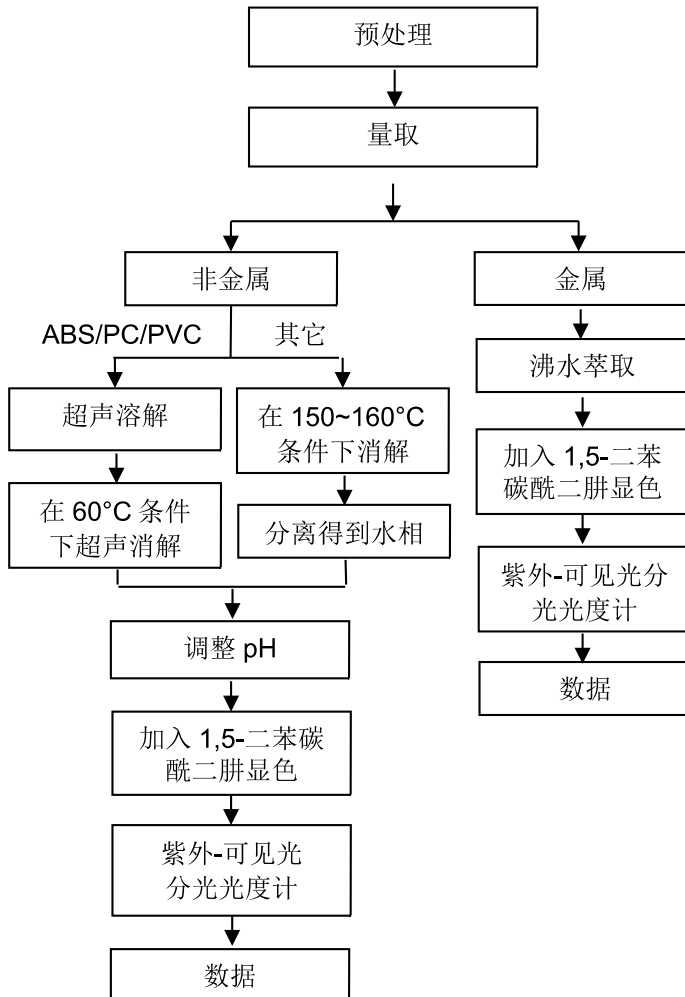 预处理
量取
非金属
金属
ABS/PC/PVC
其它
沸水萃取
超声溶解
在 150~160°C
条件下消解
加入 1,5-二苯
碳酰二肼显色
在 60°C 条件
下超声消解
分离得到水相
紫外-可见光分
光光度计
调整 pH
数据
加入 1,5-二苯碳
酰二肼显色
紫外-可见光
分光光度计
数据